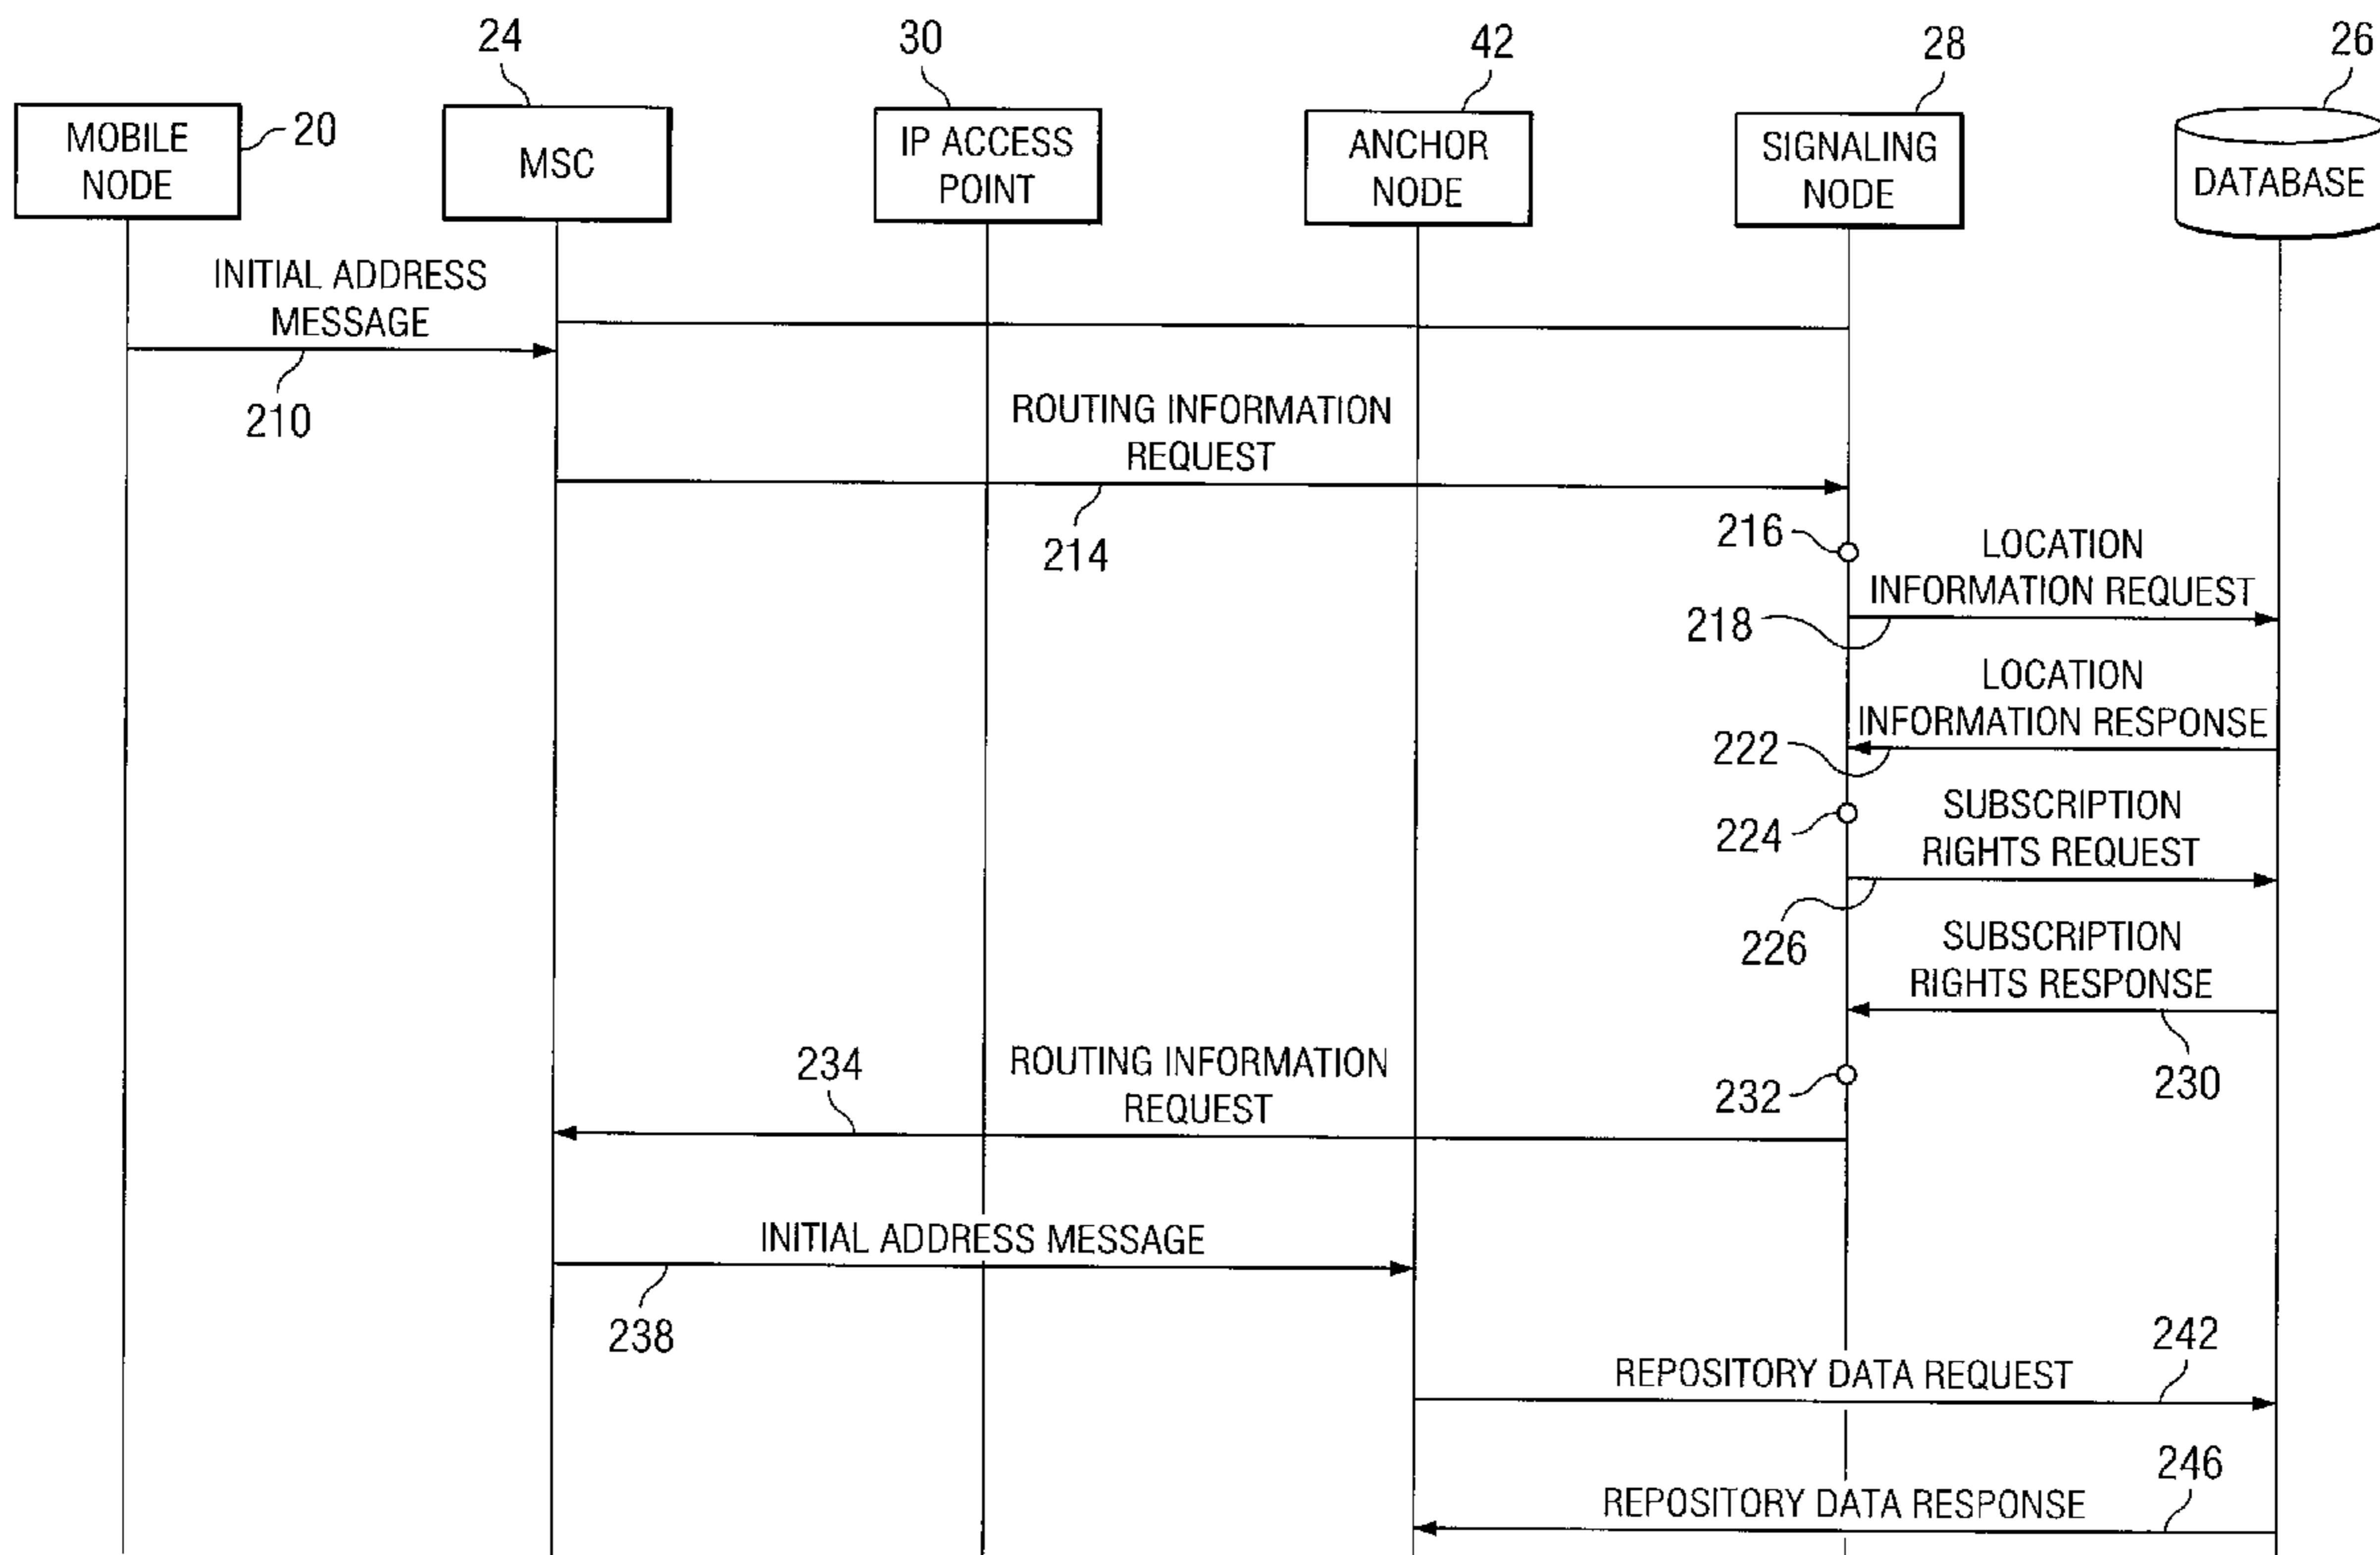 24
30
42
28
26
MOBILE
NODE
20
MSC
IP ACCESS
POINT
ANCHOR
NODE
SIGNALING
NODE
DATABASE
INITIAL ADDRESS
MESSAGE
210
ROUTING INFORMATION
REQUEST
214
216
LOCATION
INFORMATION REQUEST
218
LOCATION
INFORMATION RESPONSE
222
SUBSCRIPTION
RIGHTS REQUEST
224
226
SUBSCRIPTION
RIGHTS RESPONSE
230
232
234
ROUTING INFORMATION
REQUEST
INITIAL ADDRESS MESSAGE
238
242
REPOSITORY DATA REQUEST
246
REPOSITORY DATA RESPONSE